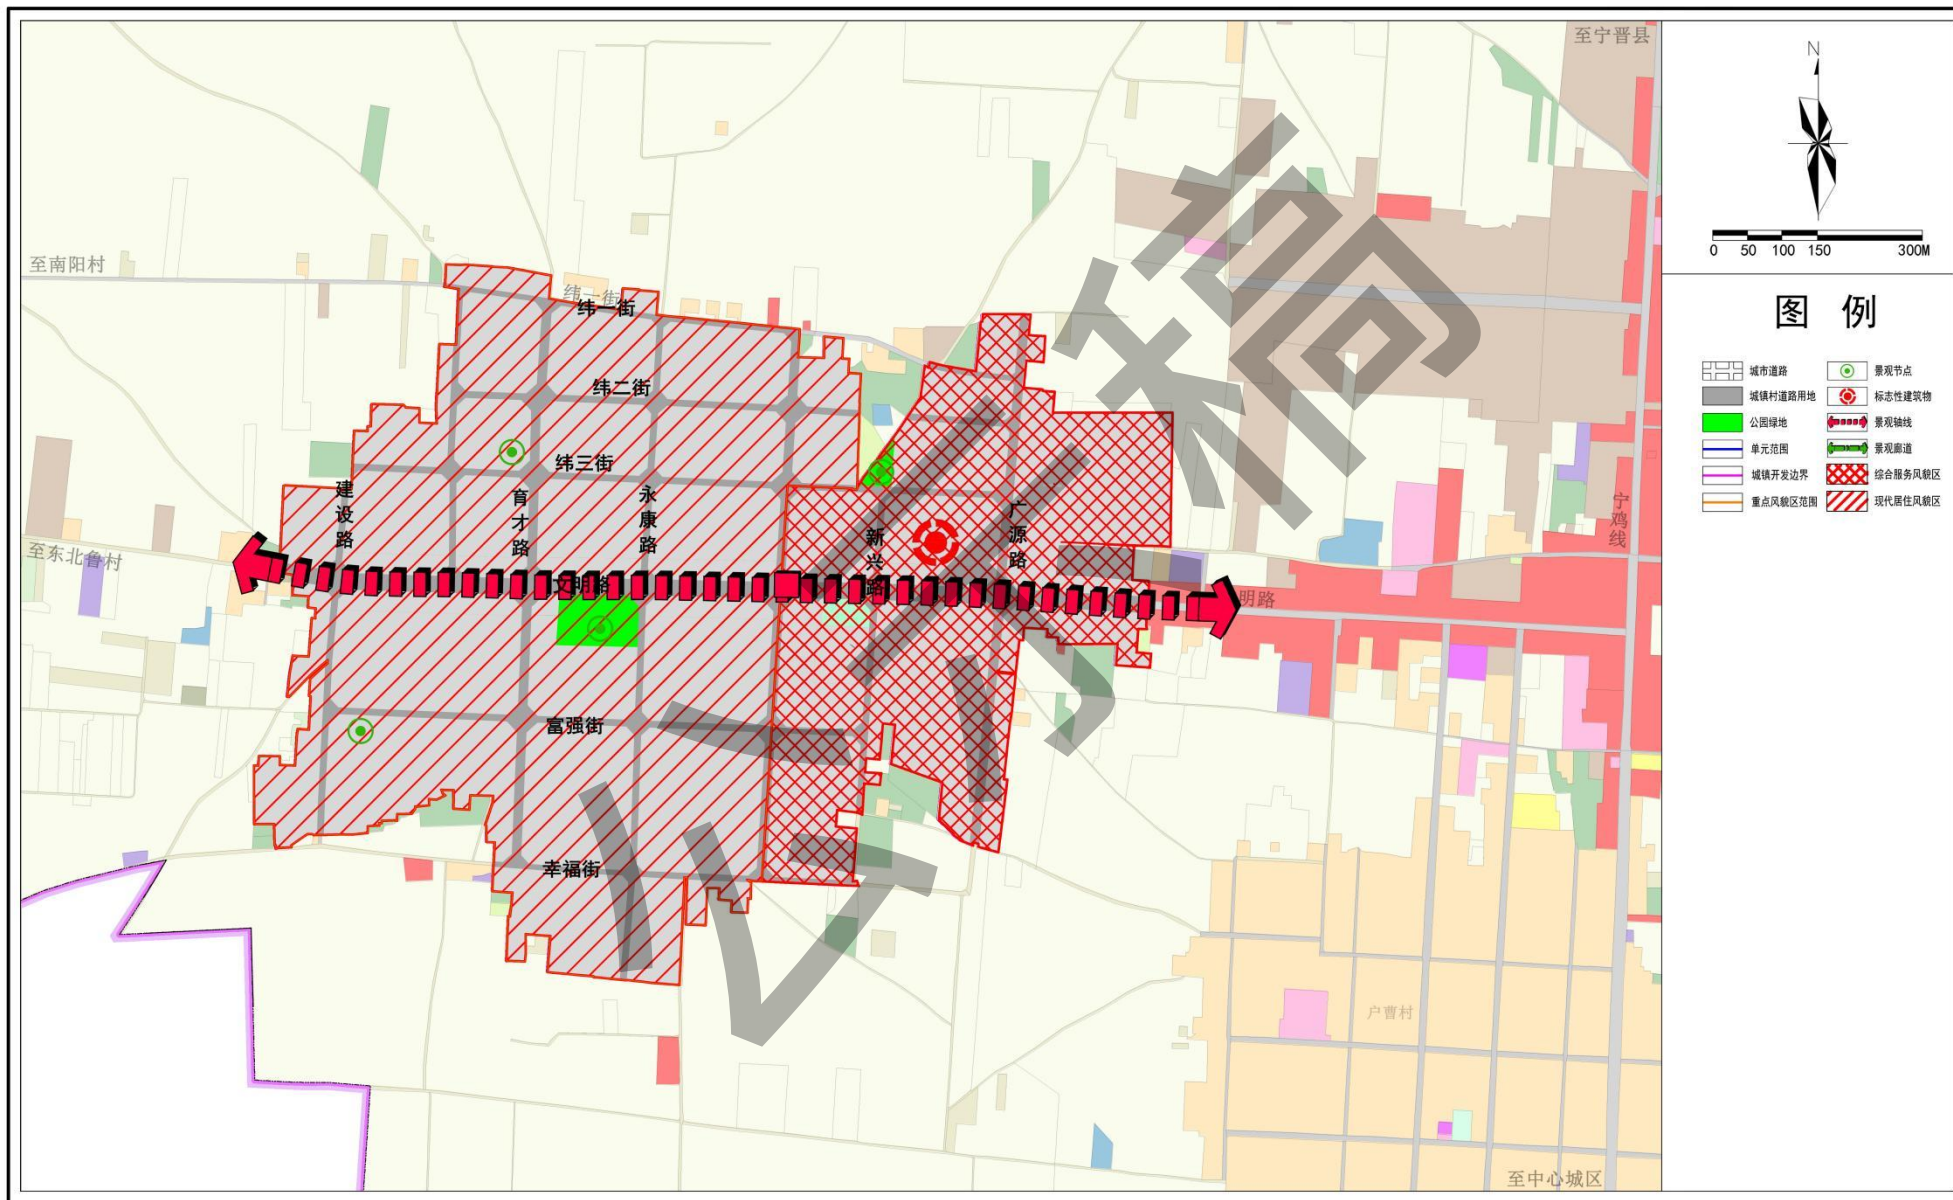 至宁晋县
N
0 50 100 150 300M
图 例
城市道路
景观节点
城镇村道路用地
标志性建筑物
公园绿地
景观轴线
单元范围
景观廊道
城镇开发边界
综合服务风貌区
重点风貌区范围
现代居住风貌区
至南阳村
纬一街
纬一街
纬二街
纬三街
建设路
育才路
永康路
新兴路
广源路
宁鸡线
至东北鲁村
文明路
明路
富强街
幸福街
户曹村
至中心城区
公示稿